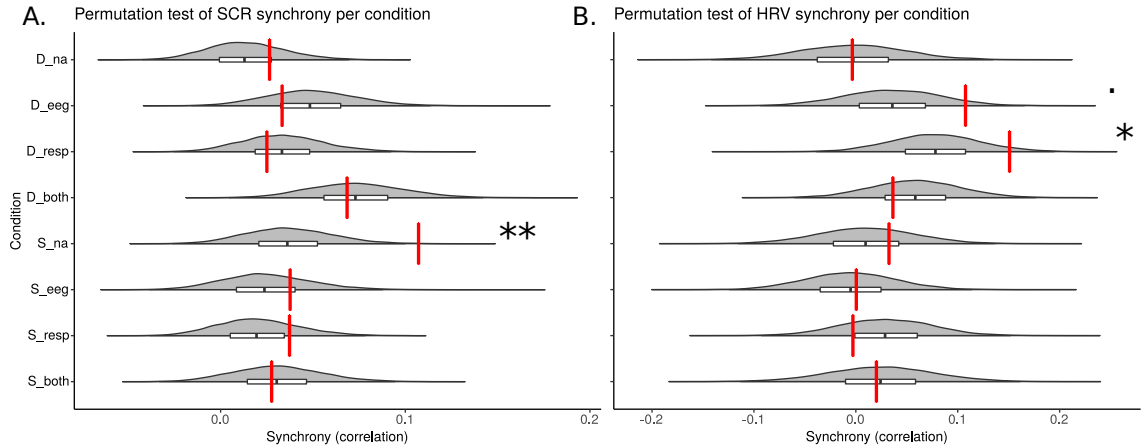 A. Permutation test of SCR synchrony per condition
B. Permutation test of HRV synchrony per condition
Condition
D_na
D_eeg
D_resp
D_both
S_na
S_eeg
S_resp
S_both
**
.
*
0.0 0.1 0.2
Synchrony (correlation)
-0.2 -0.1 0.0 0.1 0.2
Synchrony (correlation)